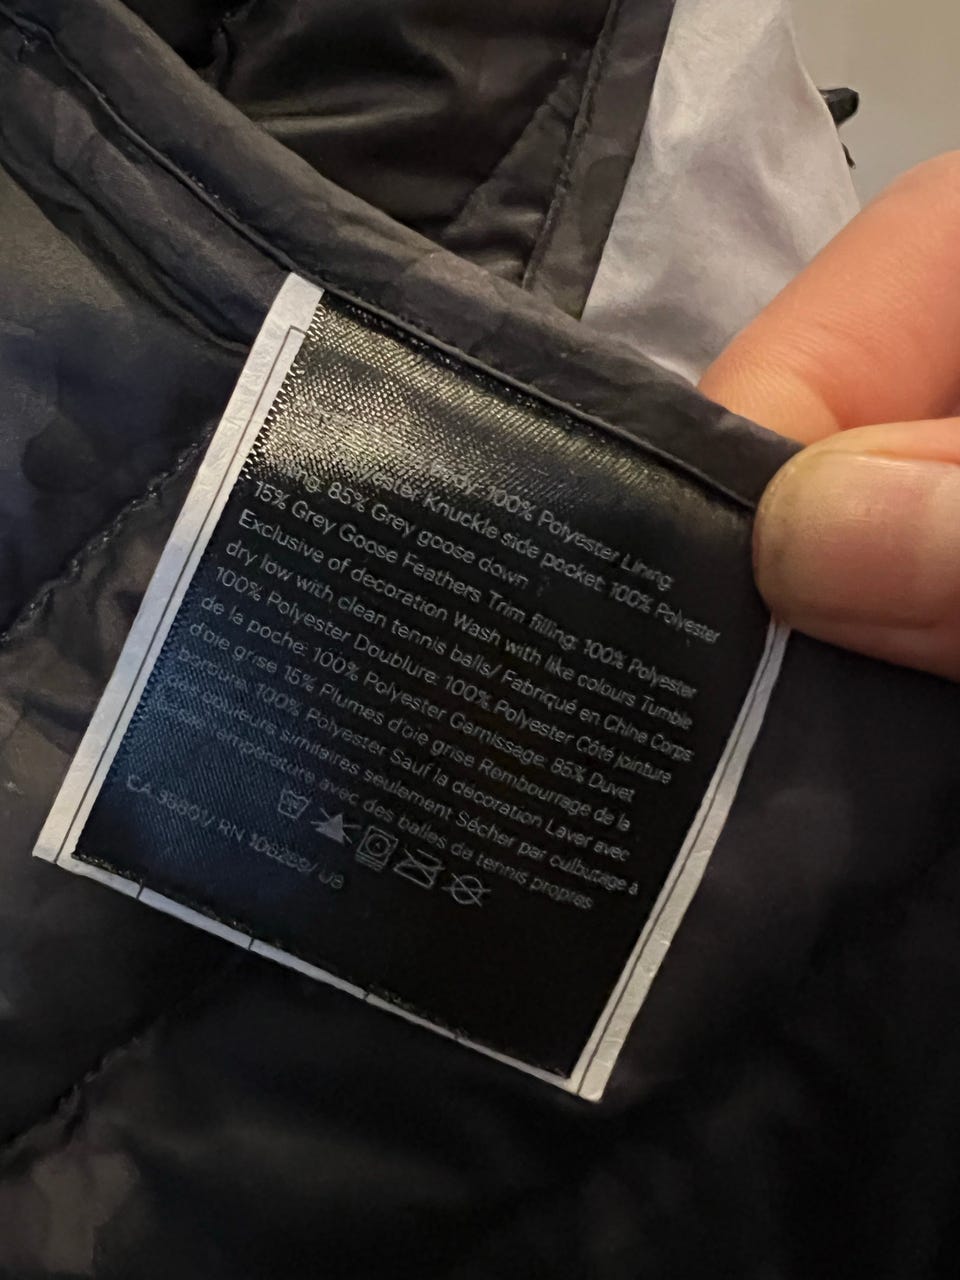 100% Polyester Lining:
Knuckle side pocket: 100% Polyester
85% Grey goose down
15% Grey Goose Feathers Trim filling: 100% Polyester
Exclusive of decoration Wash with like colours Tumble
dry low with clean tennis balls/ Fabriqué en Chine Corps
100% Polyester Doublure: 100% Polyester Côté jointure
de la poche: 100% Polyester Garnissage: 85% Duvet
d'oie grise 15% Plumes d'oie grise Rembourrage de la
bordure: 100% Polyester Sauf la décoration Laver avec
des couleurs similaires seulement Sécher par culbutage à
température avec des balles de tennis propres
RN 106259/ US